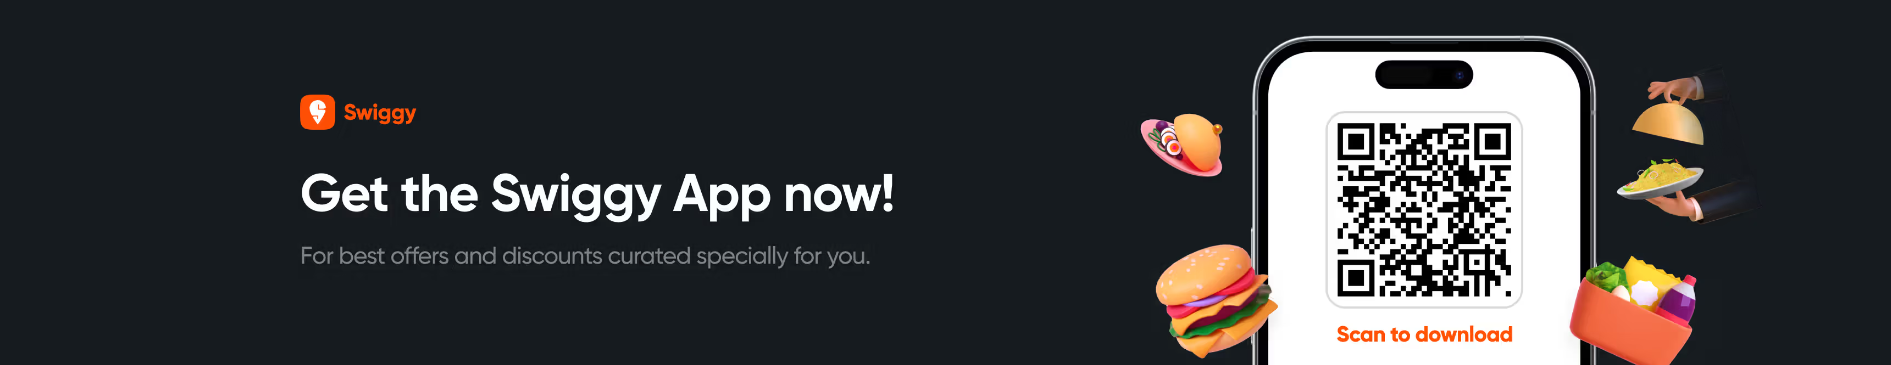 Swiggy
Get the Swiggy App now!
For best offers and discounts curated specially for you.
Scan to download